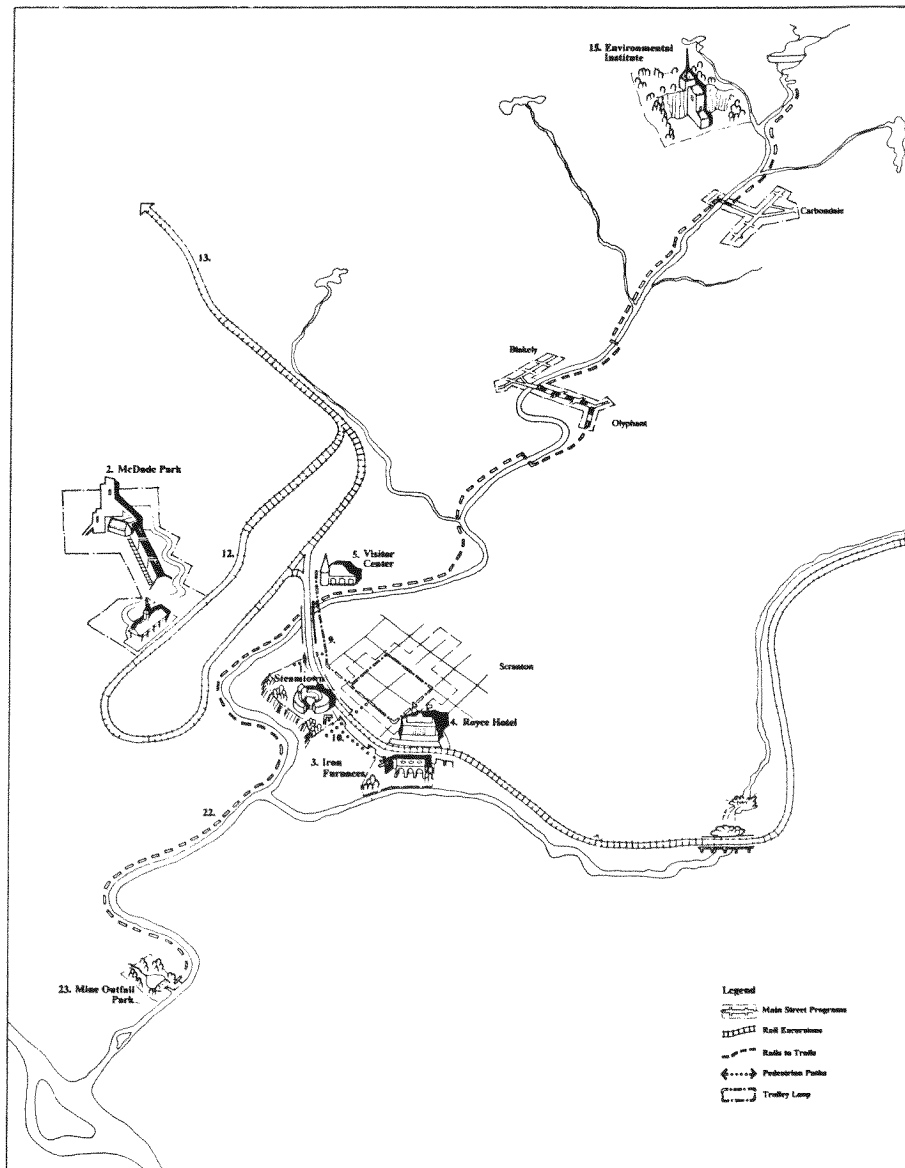 15. Environmental
Institute
Carbondale
13.
Blakely
Olyphant
2. McDade Park
12.
5. Visitor
Center
9.
Scranton
Steamtown
4. Royce Hotel
10.
3. Iron
Furnaces
22.
23. Mine Outfall
Park
Legend
Main Street Programs
Rail Excursions
Rails to Trails
Pedestrian Paths
Trolley Loop